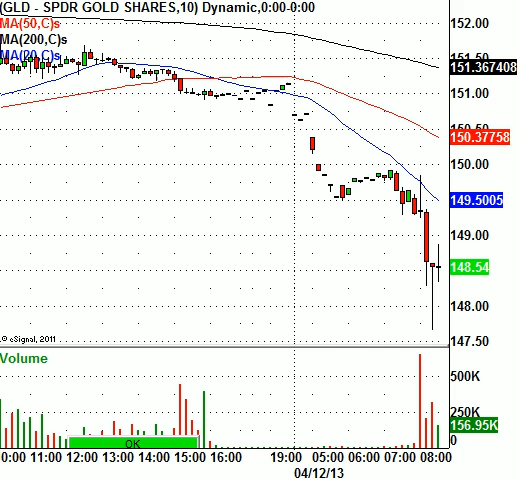 (GLD - SPDR GOLD SHARES,10) Dynamic,0:00-0:00
MA(50,C)s
MA(200,C)s
MA(20,C)s
152.00
151.50
151.367408
151.00
150.50
150.37758
150.00
149.5005
149.00
148.54
148.00
147.50
© eSignal, 2011
Volume
500K
250K
156.95K
0
OK
0:00 11:00 12:00 13:00 14:00 15:00 16:00 19:00 05:00 06:00 07:00 08:00
04/12/13